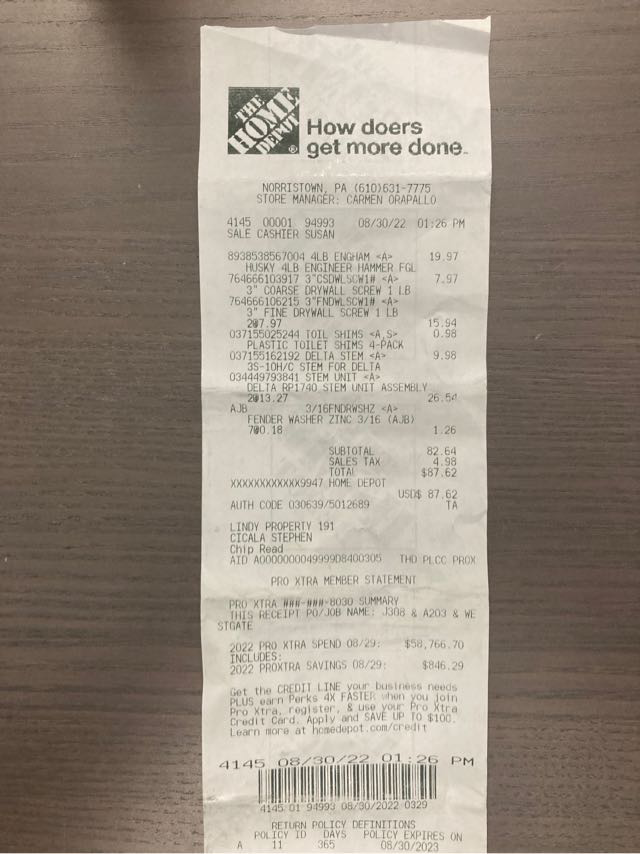 THE
HOME
DEPOT
®
How doers
get more done™
NORRISTOWN, PA (610)631-7775
STORE MANAGER: CARMEN ORAPALLO
4145 00001 94993 08/30/22 01:26 PM
SALE CASHIER SUSAN
8938538567004 4LB ENGHAM <A> 19.97
HUSKY 4LB ENGINEER HAMMER FGL
764666103917 3"CSDWLSCW1# <A> 7.97
3" COARSE DRYWALL SCREW 1 LB
764666106215 3"FNDWLSCW1# <A>
3" FINE DRYWALL SCREW 1 LB
2@7.97 15.94
037155025244 TOIL SHIMS <A,S> 0.98
PLASTIC TOILET SHIMS 4-PACK
037155162192 DELTA STEM <A> 9.98
3S-10H/C STEM FOR DELTA
034449793841 STEM UNIT <A>
DELTA RP1740 STEM UNIT ASSEMBLY
2@13.27 26.54
AJB 3/16FNDRWSHZ <A>
FENDER WASHER ZINC 3/16 (AJB)
7@0.18 1.26
SUBTOTAL 82.64
SALES TAX 4.98
TOTAL $87.62
XXXXXXXXXXXX9947 HOME DEPOT
USD$ 87.62
AUTH CODE 030639/5012689 TA
LINDY PROPERTY 191
CICALA STEPHEN
Chip Read
AID A0000000049999D8400305 THD PLCC PROX
PRO XTRA MEMBER STATEMENT
PRO XTRA ###-###-8030 SUMMARY
THIS RECEIPT PO/JOB NAME: J308 & A203 & WE
STGATE
2022 PRO XTRA SPEND 08/29: $58,766.70
INCLUDES:
2022 PROXTRA SAVINGS 08/29: $846.29
Get the CREDIT LINE your business needs
PLUS earn Perks 4X FASTER when you join
Pro Xtra, register, & use your Pro Xtra
Credit Card. Apply and SAVE UP TO $100.
Learn more at homedepot.com/credit
4145 08/30/22 01:26 PM
4145 01 94993 08/30/2022 0329
RETURN POLICY DEFINITIONS
POLICY ID DAYS POLICY EXPIRES ON
A 11 365 08/30/2023